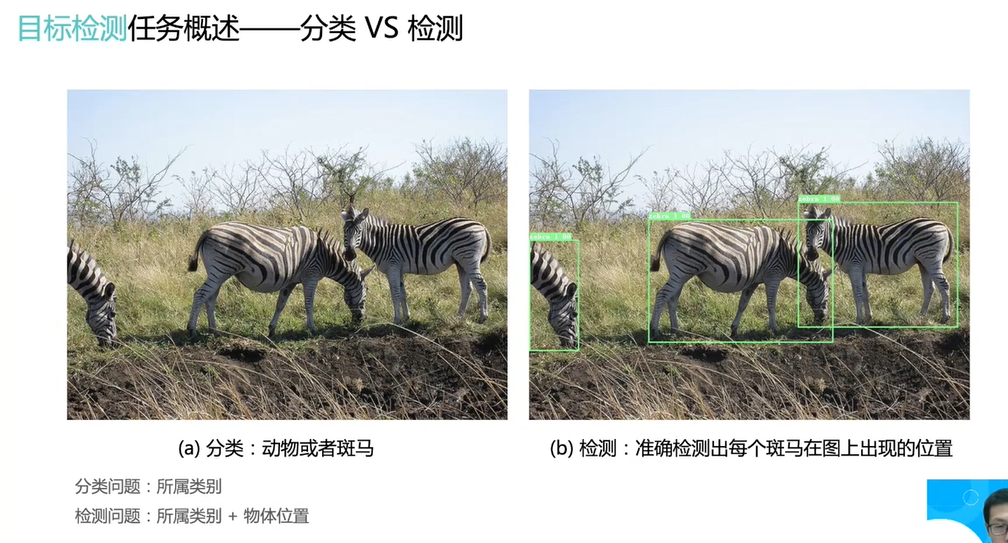 目标检测任务概述——分类 VS 检测
zebra 1.00
zebra 1.00
zebra 1.00
(a) 分类：动物或者斑马
(b) 检测：准确检测出每个斑马在图上出现的位置
分类问题：所属类别
检测问题：所属类别 + 物体位置